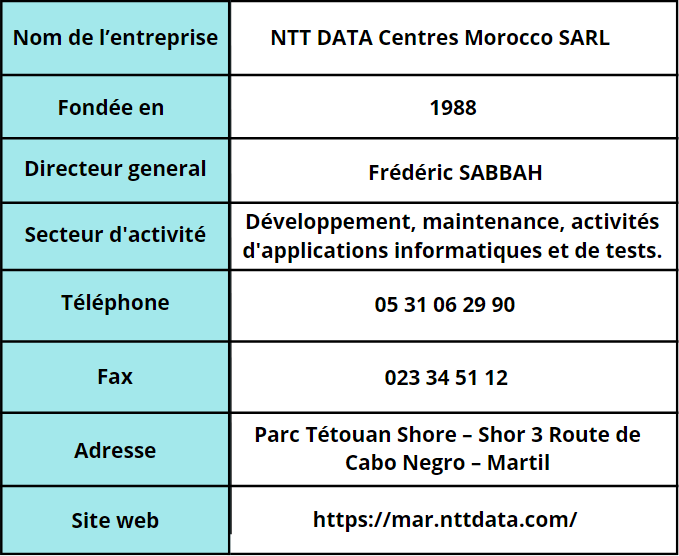 Nom de l’entreprise
NTT DATA Centres Morocco SARL
Fondée en
1988
Directeur general
Frédéric SABBAH
Secteur d'activité
Développement, maintenance, activités
d'applications informatiques et de tests.
Téléphone
05 31 06 29 90
Fax
023 34 51 12
Adresse
Parc Tétouan Shore – Shor 3 Route de
Cabo Negro – Martil
Site web
https://mar.nttdata.com/